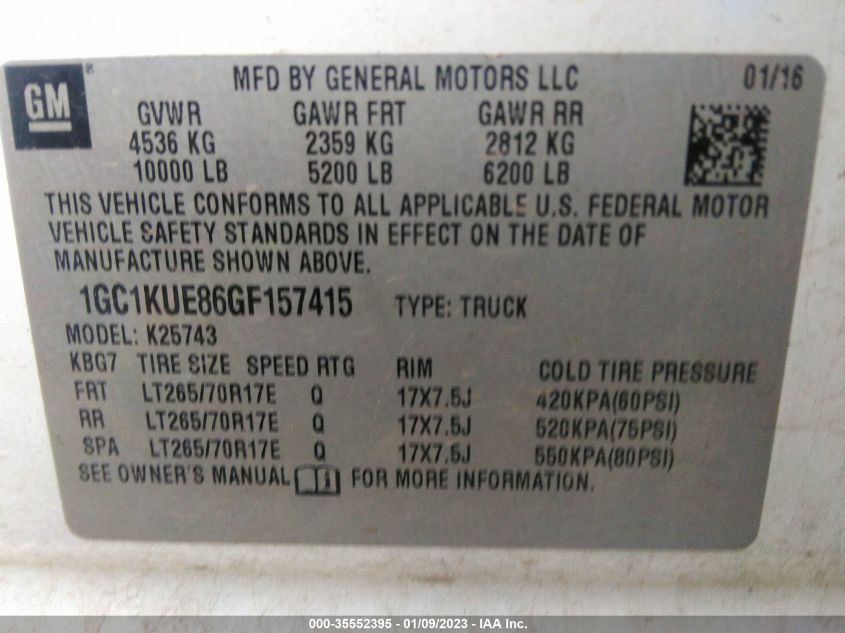 GM ® MFD BY GENERAL MOTORS LLC 01/16
GVWR GAWR FRT GAWR RR
4536 KG 2359 KG 2812 KG
10000 LB 5200 LB 6200 LB
THIS VEHICLE CONFORMS TO ALL APPLICABLE U.S. FEDERAL MOTOR
VEHICLE SAFETY STANDARDS IN EFFECT ON THE DATE OF
MANUFACTURE SHOWN ABOVE.
1GC1KUE86GF157415 TYPE: TRUCK
MODEL: K25743
KBG7 TIRE SIZE SPEED RTG RIM COLD TIRE PRESSURE
FRT LT265/70R17E Q 17X7.5J 420KPA(60PSI)
RR LT265/70R17E Q 17X7.5J 520KPA(75PSI)
SPA LT265/70R17E Q 17X7.5J 550KPA(80PSI)
SEE OWNER'S MANUAL FOR MORE INFORMATION.
000-35552395 - 01/09/2023 - IAA Inc.